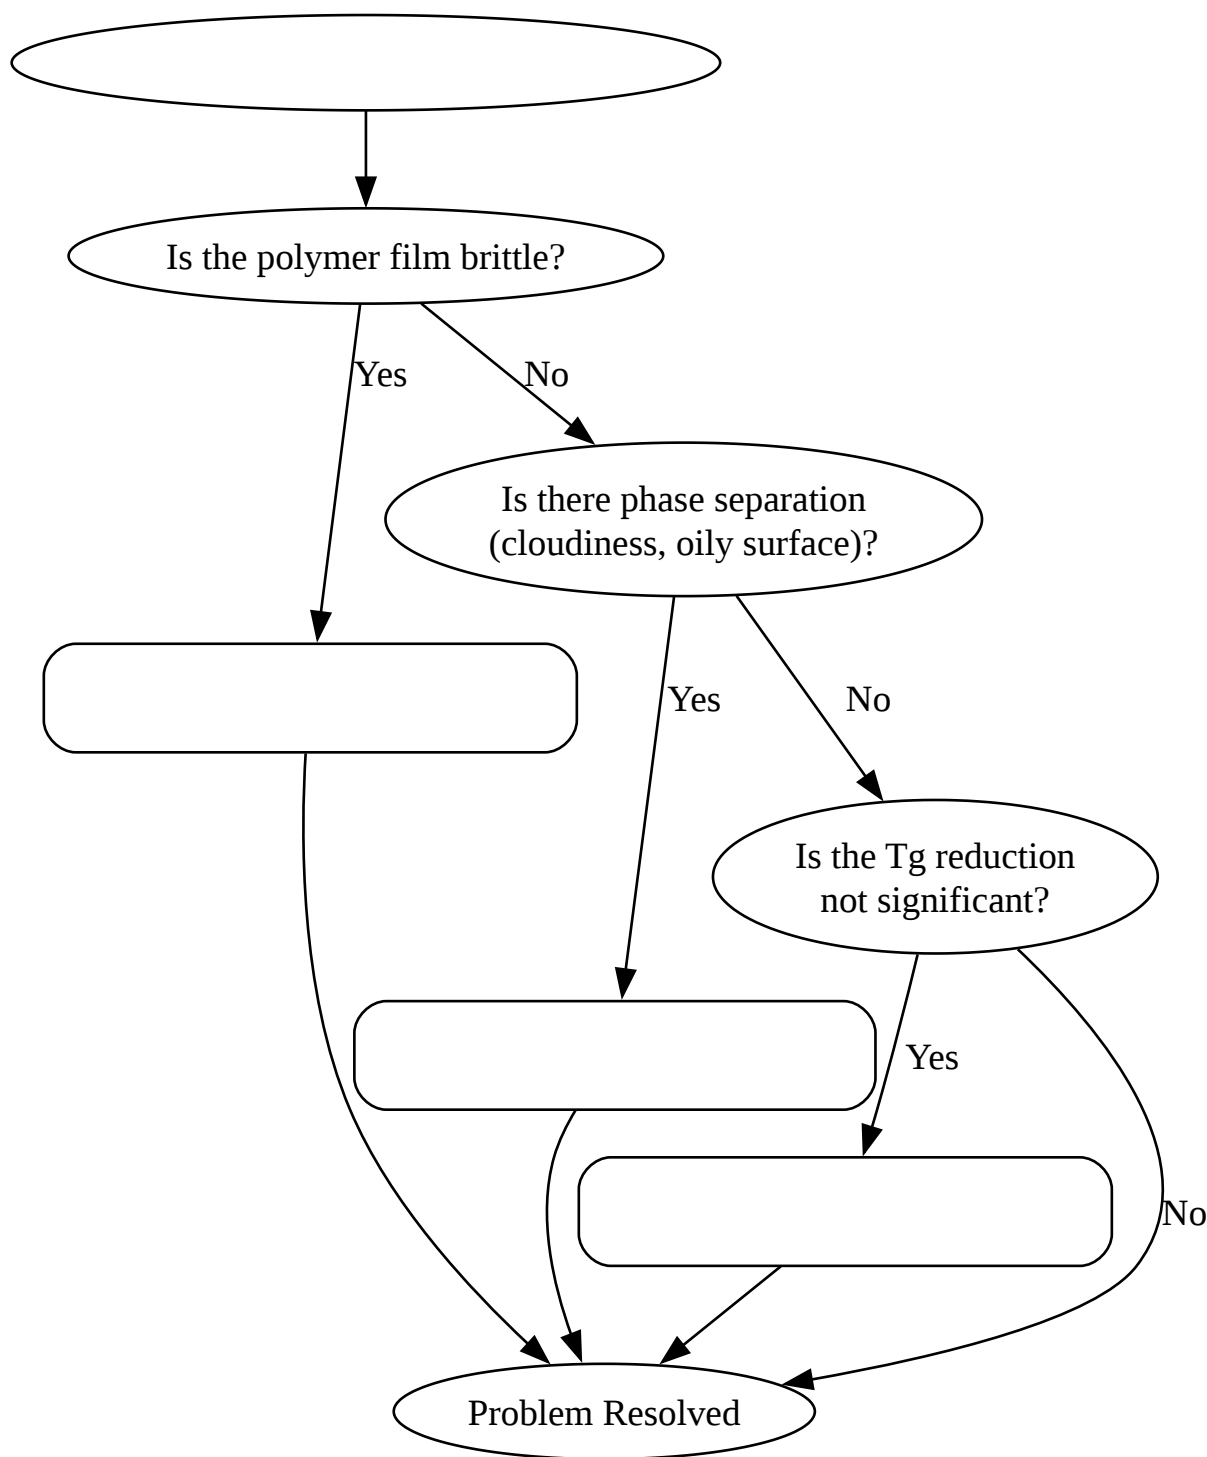 Is the polymer film brittle?
Yes
No
Is there phase separation
(cloudiness, oily surface)?
Yes
No
Is the Tg reduction
not significant?
Yes
No
Problem Resolved